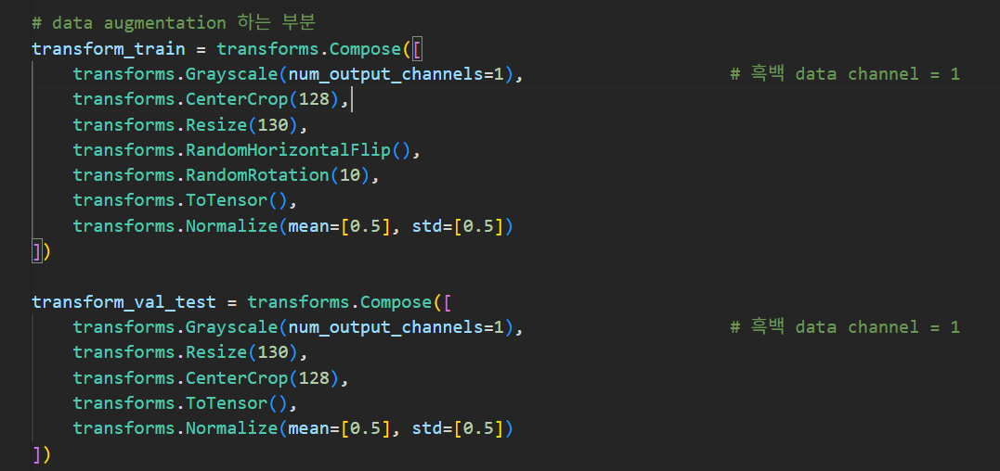 # data augmentation 하는 부분
transform_train = transforms.Compose([
    transforms.Grayscale(num_output_channels=1),                    # 흑백 data channel = 1
    transforms.CenterCrop(128),
    transforms.Resize(130),
    transforms.RandomHorizontalFlip(),
    transforms.RandomRotation(10),
    transforms.ToTensor(),
    transforms.Normalize(mean=[0.5], std=[0.5])
])
transform_val_test = transforms.Compose([
    transforms.Grayscale(num_output_channels=1),                    # 흑백 data channel = 1
    transforms.Resize(130),
    transforms.CenterCrop(128),
    transforms.ToTensor(),
    transforms.Normalize(mean=[0.5], std=[0.5])
])